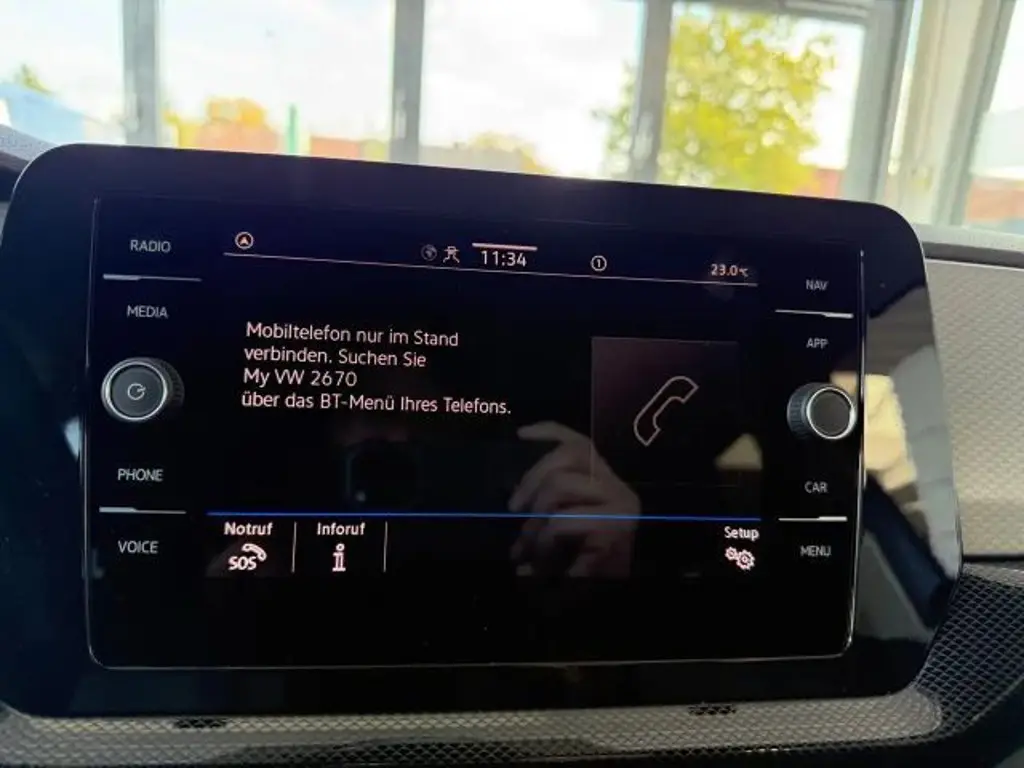 RADIO
MEDIA
PHONE
VOICE
11:34
1
23.0°C
Mobiltelefon nur im Stand
verbinden. Suchen Sie
My VW 2670
über das BT-Menü Ihres Telefons.
Notruf
SOS
Inforuf
i
Setup
NAV
APP
CAR
MENU